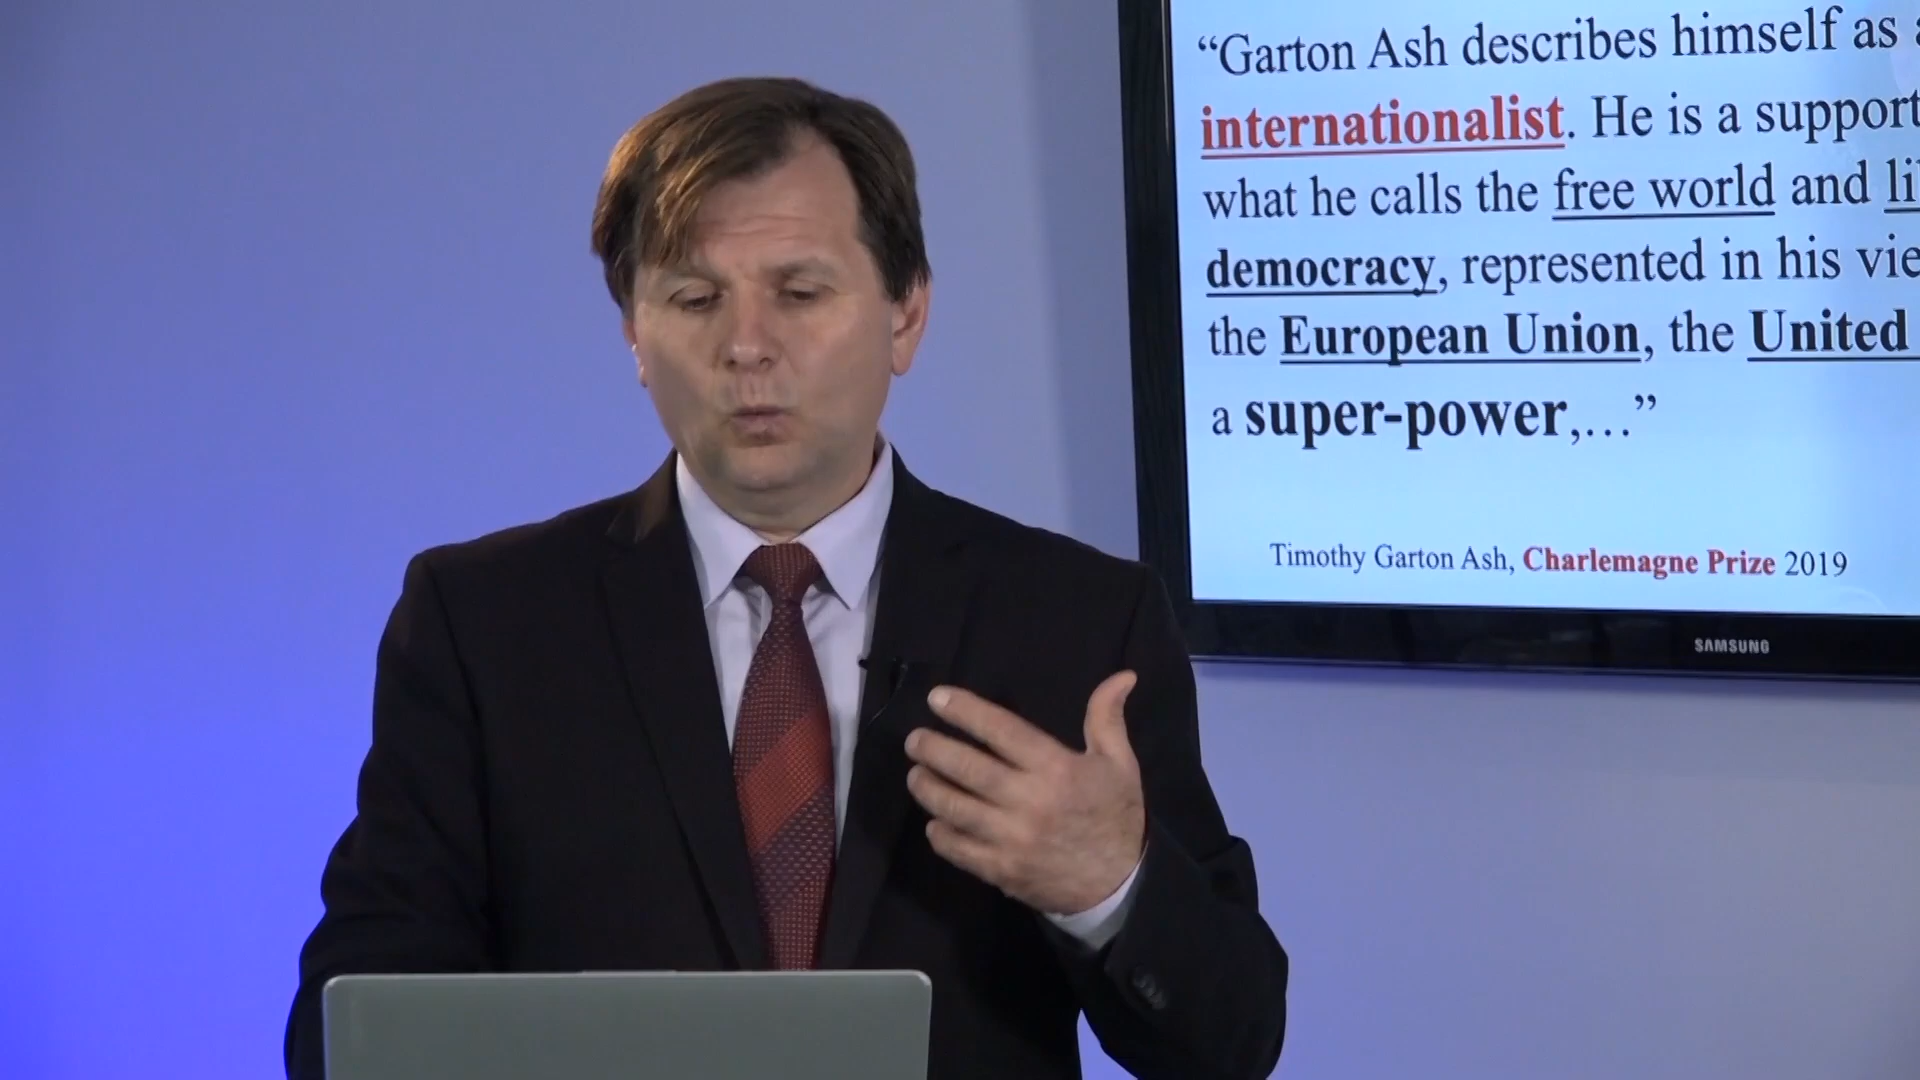 “Garton Ash describes himself as
internationalist. He is a support
what he calls the free world and li
democracy, represented in his vie
the European Union, the United
a super-power,…”
Timothy Garton Ash, Charlemagne Prize 2019
SAMSUNG